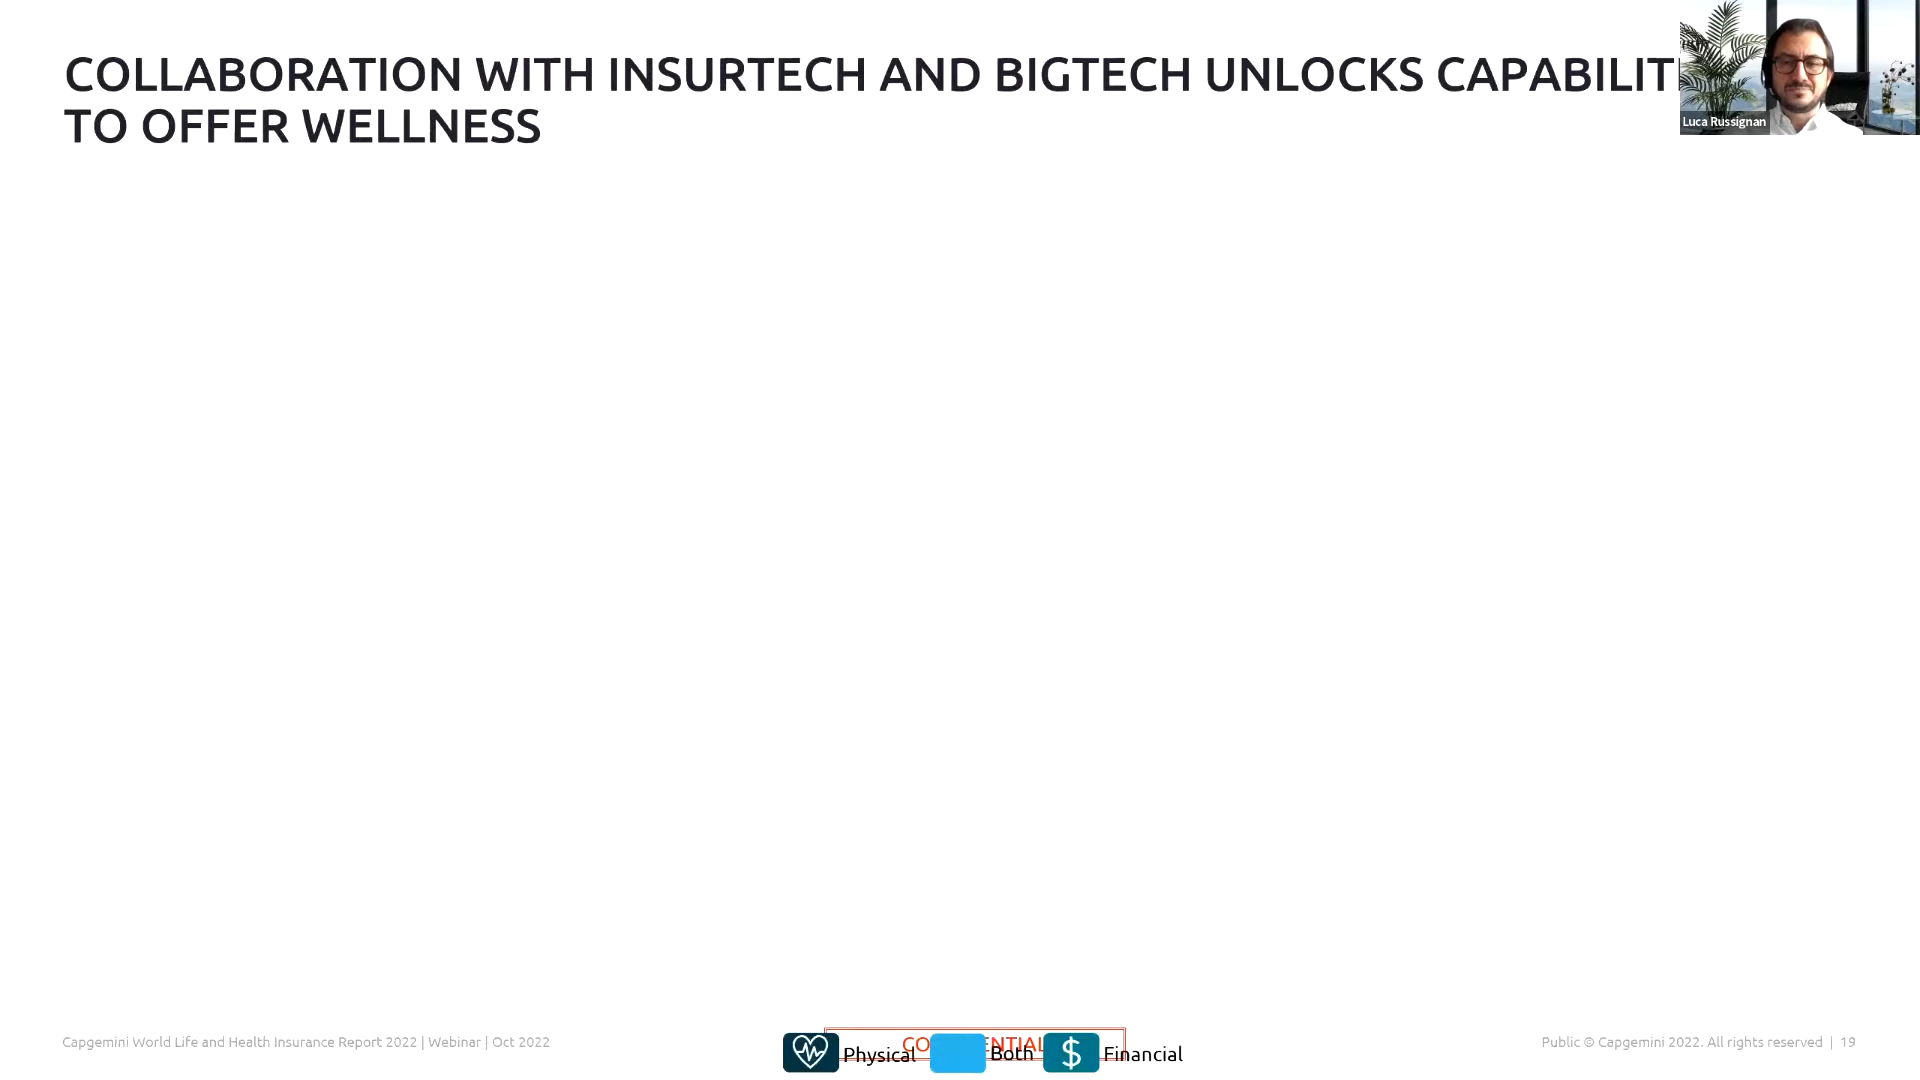 COLLABORATION WITH INSURTECH AND BIGTECH UNLOCKS CAPABILITI
TO OFFER WELLNESS
Luca Russignan
Capgemini World Life and Health Insurance Report 2022 | Webinar | Oct 2022
Physical Both Financial
Public © Capgemini 2022. All rights reserved | 19